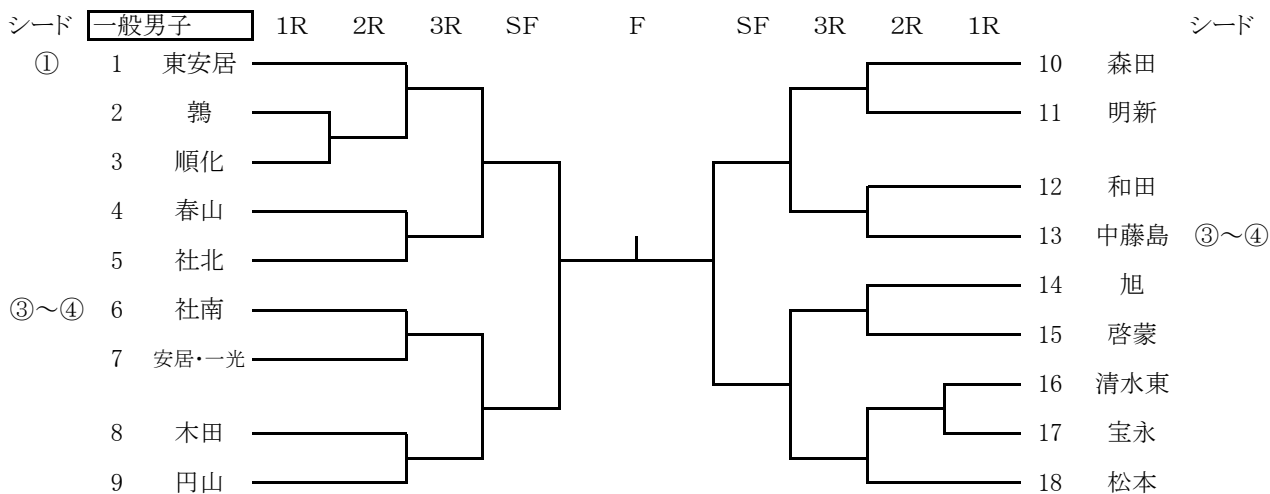 シード 一般男子 1R 2R 3R SF F SF 3R 2R 1R シード
① 1 東安居 10 森田
2 鶉 11 明新
3 順化
4 春山 12 和田
5 社北 13 中藤島 ③～④
③～④ 6 社南 14 旭
7 安居・一光 15 啓蒙
16 清水東
8 木田 17 宝永
9 円山 18 松本